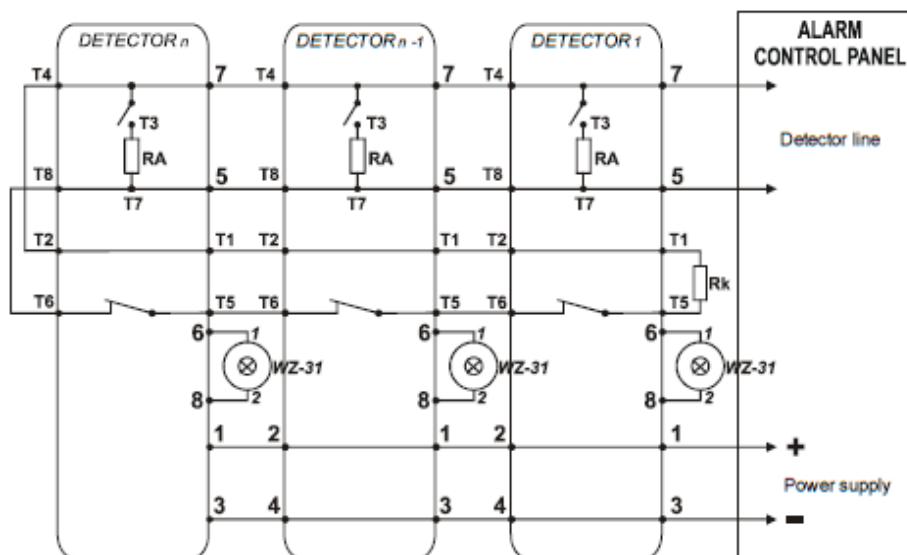 DETECTOR n
DETECTOR n -1
DETECTOR 1
ALARM
CONTROL PANEL
T4 7 T4 7 T4 7
T3 T3 T3
Detector line
RA RA RA
T8 5 T8 5 T8 5
T7 T7 T7
T2 T1 T2 T1 T2 T1
Rk
T6 T5 T6 T5 T6 T5
6 1 6 1 6 1
WZ-31 WZ-31 WZ-31
8 2 8 2 8 2
1 2 1 2 1 +
Power supply
3 4 3 4 3 -